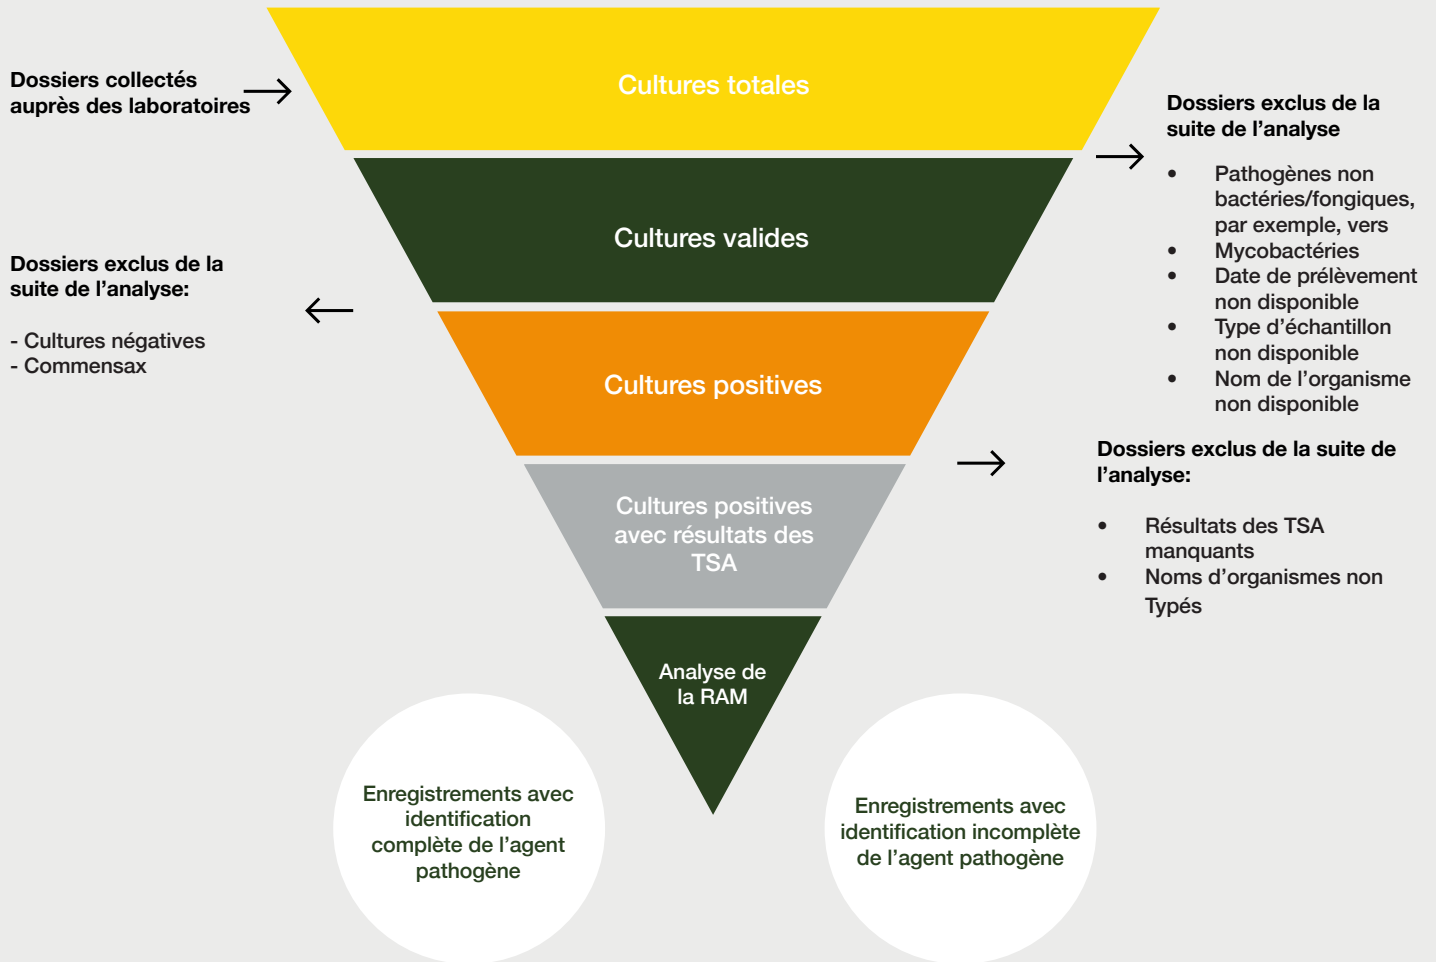 Dossiers collectés
auprès des laboratoires
Cultures totales
Dossiers exclus de la
suite de l’analyse
• Pathogènes non
bactéries/fongiques,
par exemple, vers
• Mycobactéries
• Date de prélèvement
non disponible
• Type d’échantillon
non disponible
• Nom de l’organisme
non disponible
Cultures valides
Dossiers exclus de la
suite de l’analyse:
- Cultures négatives
- Commensax
Cultures positives
Dossiers exclus de la suite de
l’analyse:
• Résultats des TSA
manquants
• Noms d’organismes non
Typés
Cultures positives
avec résultats des
TSA
Analyse de
la RAM
Enregistrements avec
identification
complète de l’agent
pathogène
Enregistrements avec
identification incomplète
de l’agent pathogène